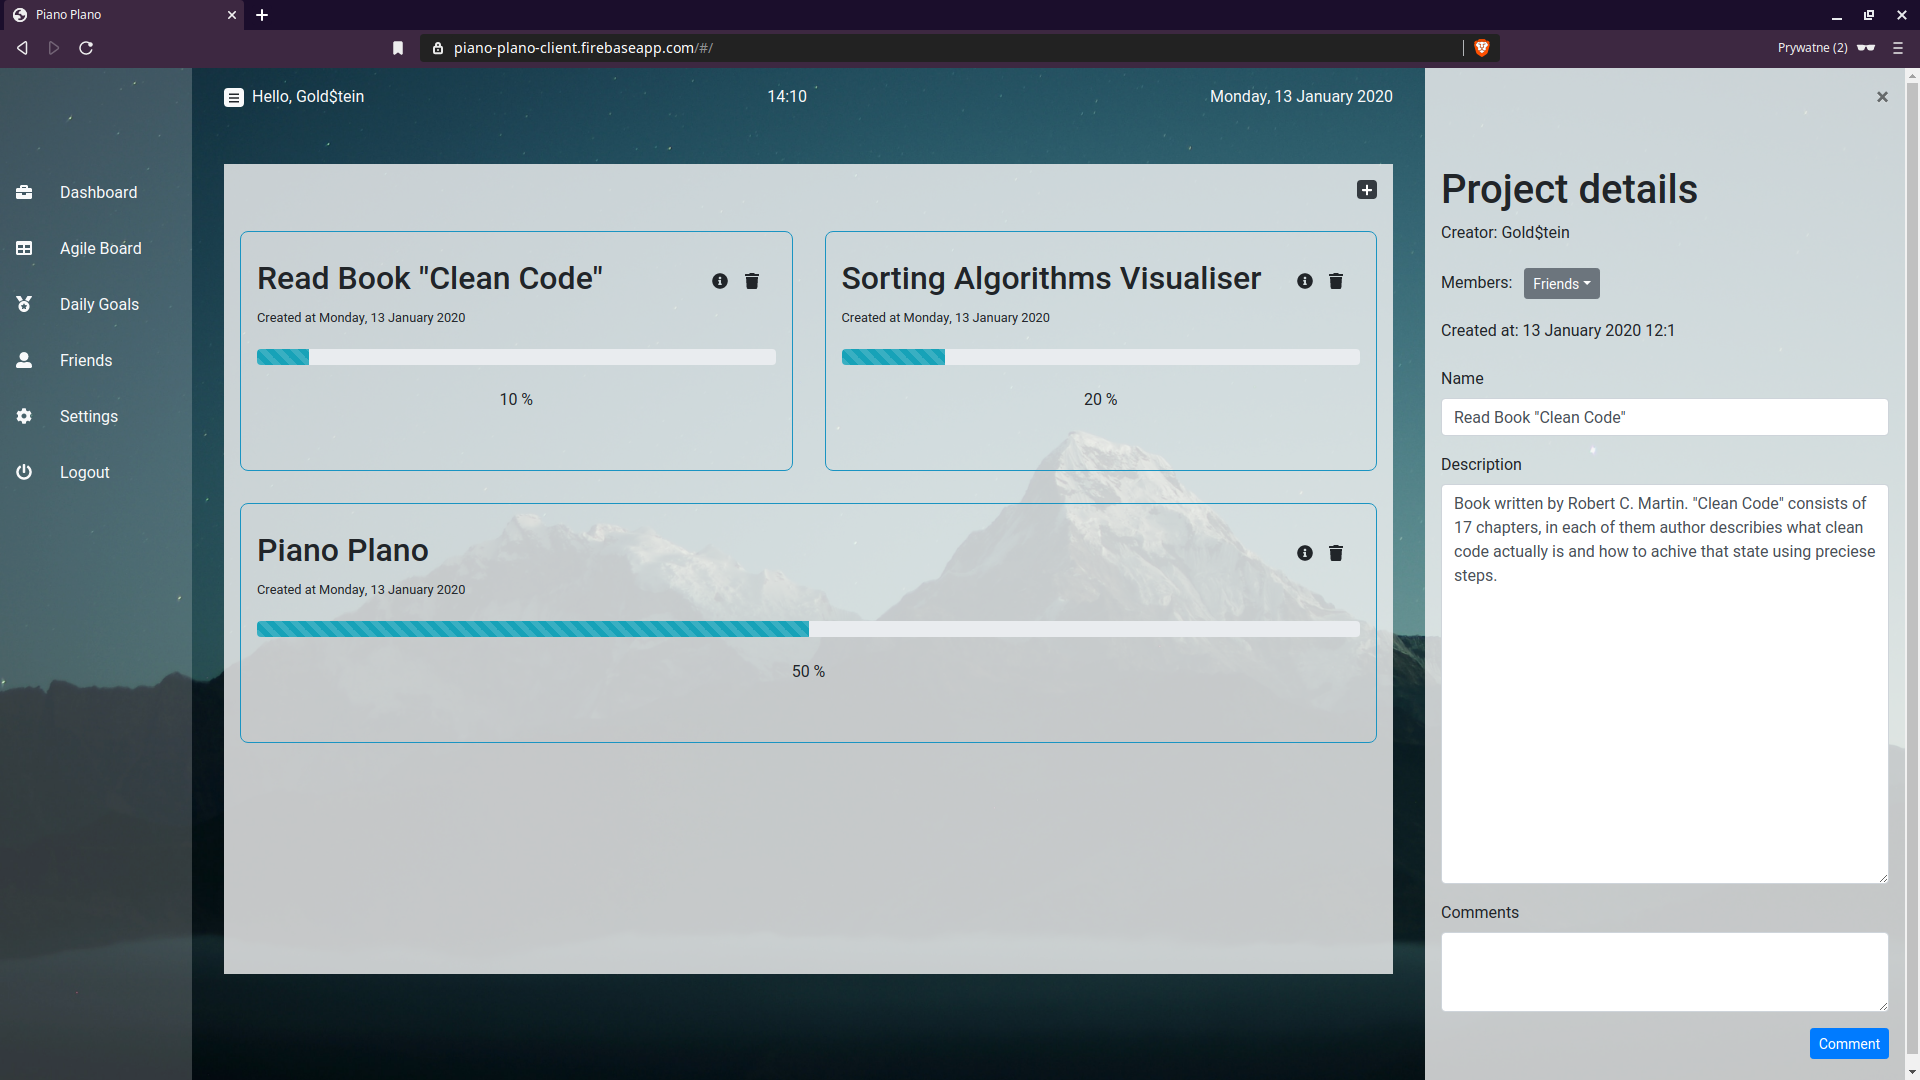 Piano Plano
piano-plano-client.firebaseapp.com/#/
Prywatne (2)
Hello, Gold$tein
14:10
Monday, 13 January 2020
Dashboard
Agile Board
Daily Goals
Friends
Settings
Logout
Read Book "Clean Code"
Created at Monday, 13 January 2020
10 %
Sorting Algorithms Visualiser
Created at Monday, 13 January 2020
20 %
Piano Plano
Created at Monday, 13 January 2020
50 %
Project details
Creator: Gold$tein
Members: Friends
Created at: 13 January 2020 12:1
Name
Read Book "Clean Code"
Description
Book written by Robert C. Martin. "Clean Code" consists of
17 chapters, in each of them author describies what clean
code actually is and how to achive that state using preciese
steps.
Comments
Comment